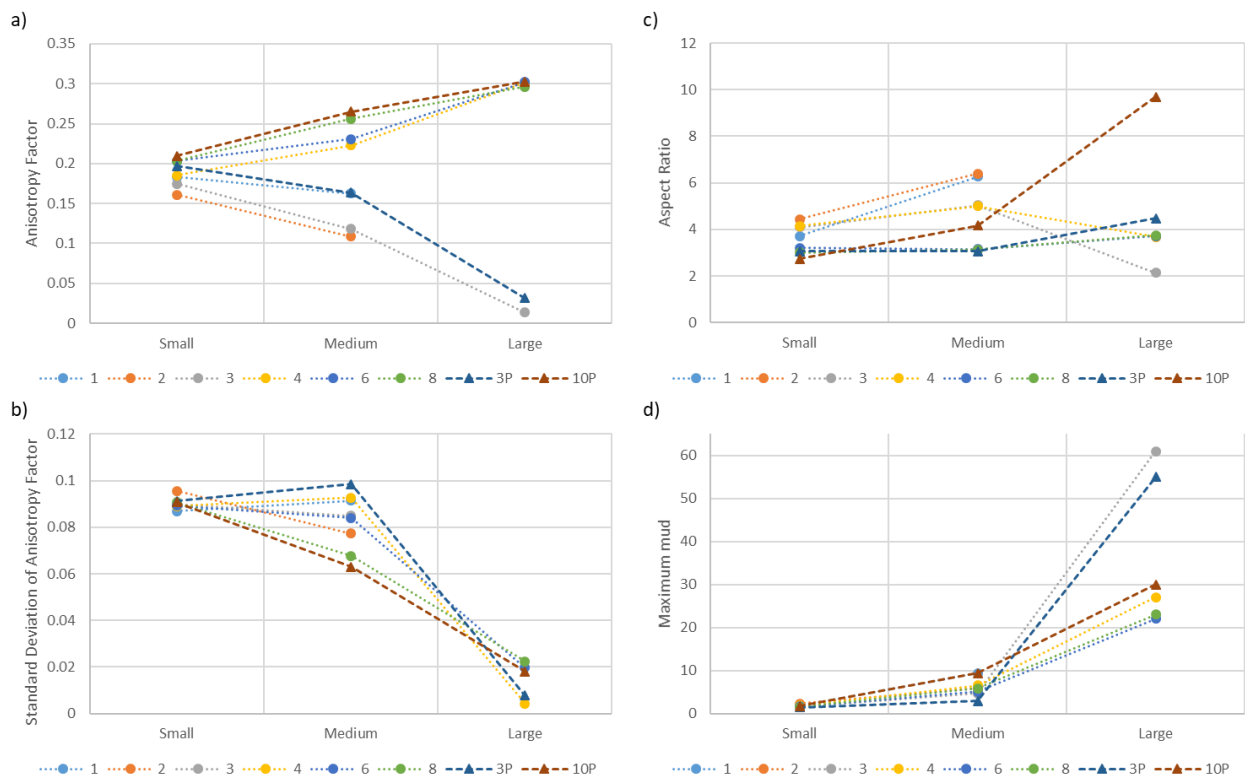 a)
0.35
0.3
0.25
0.2
0.15
0.1
0.05
0
Anisotropy Factor
Small Medium Large
1 2 3 4 6 8 3P 10P
b)
0.12
0.1
0.08
0.06
0.04
0.02
0
Standard Deviation of Anisotropy Factor
Small Medium Large
1 2 3 4 6 8 3P 10P
c)
12
10
8
6
4
2
0
Aspect Ratio
Small Medium Large
1 2 3 4 6 8 3P 10P
d)
60
50
40
30
20
10
0
Maximum mud
Small Medium Large
1 2 3 4 6 8 3P 10P